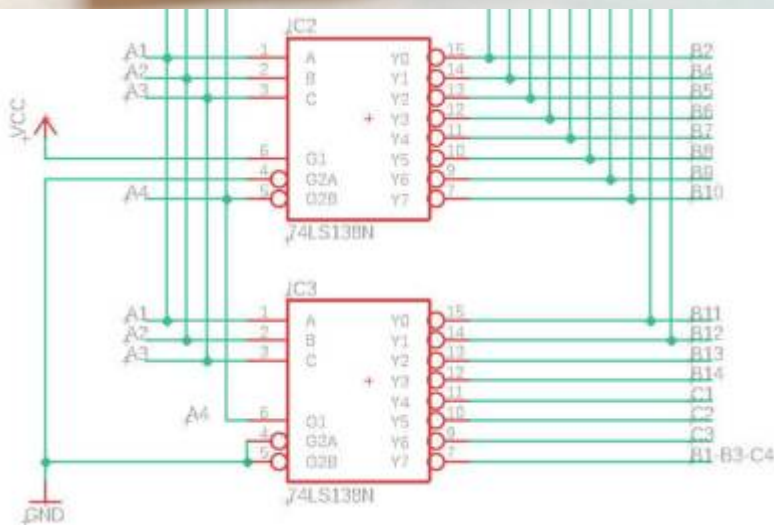 IC2
A1 1 A Y0 15 B2
A2 2 B Y1 14 B4
A3 3 C Y2 13 B5
Y3 12 B6
VCC
Y4 11 B7
6 G1 Y5 10 B8
4 G2A Y6 9 B9
A4 5 G2B Y7 7 B10
74LS138N
IC3
A1 1 A Y0 15 B11
A2 2 B Y1 14 B12
A3 3 C Y2 13 B13
Y3 12 B14
Y4 11 C1
A4 6 G1 Y5 10 C2
4 G2A Y6 9 C3
5 G2B Y7 7 B1-B3-C4
74LS138N
GND